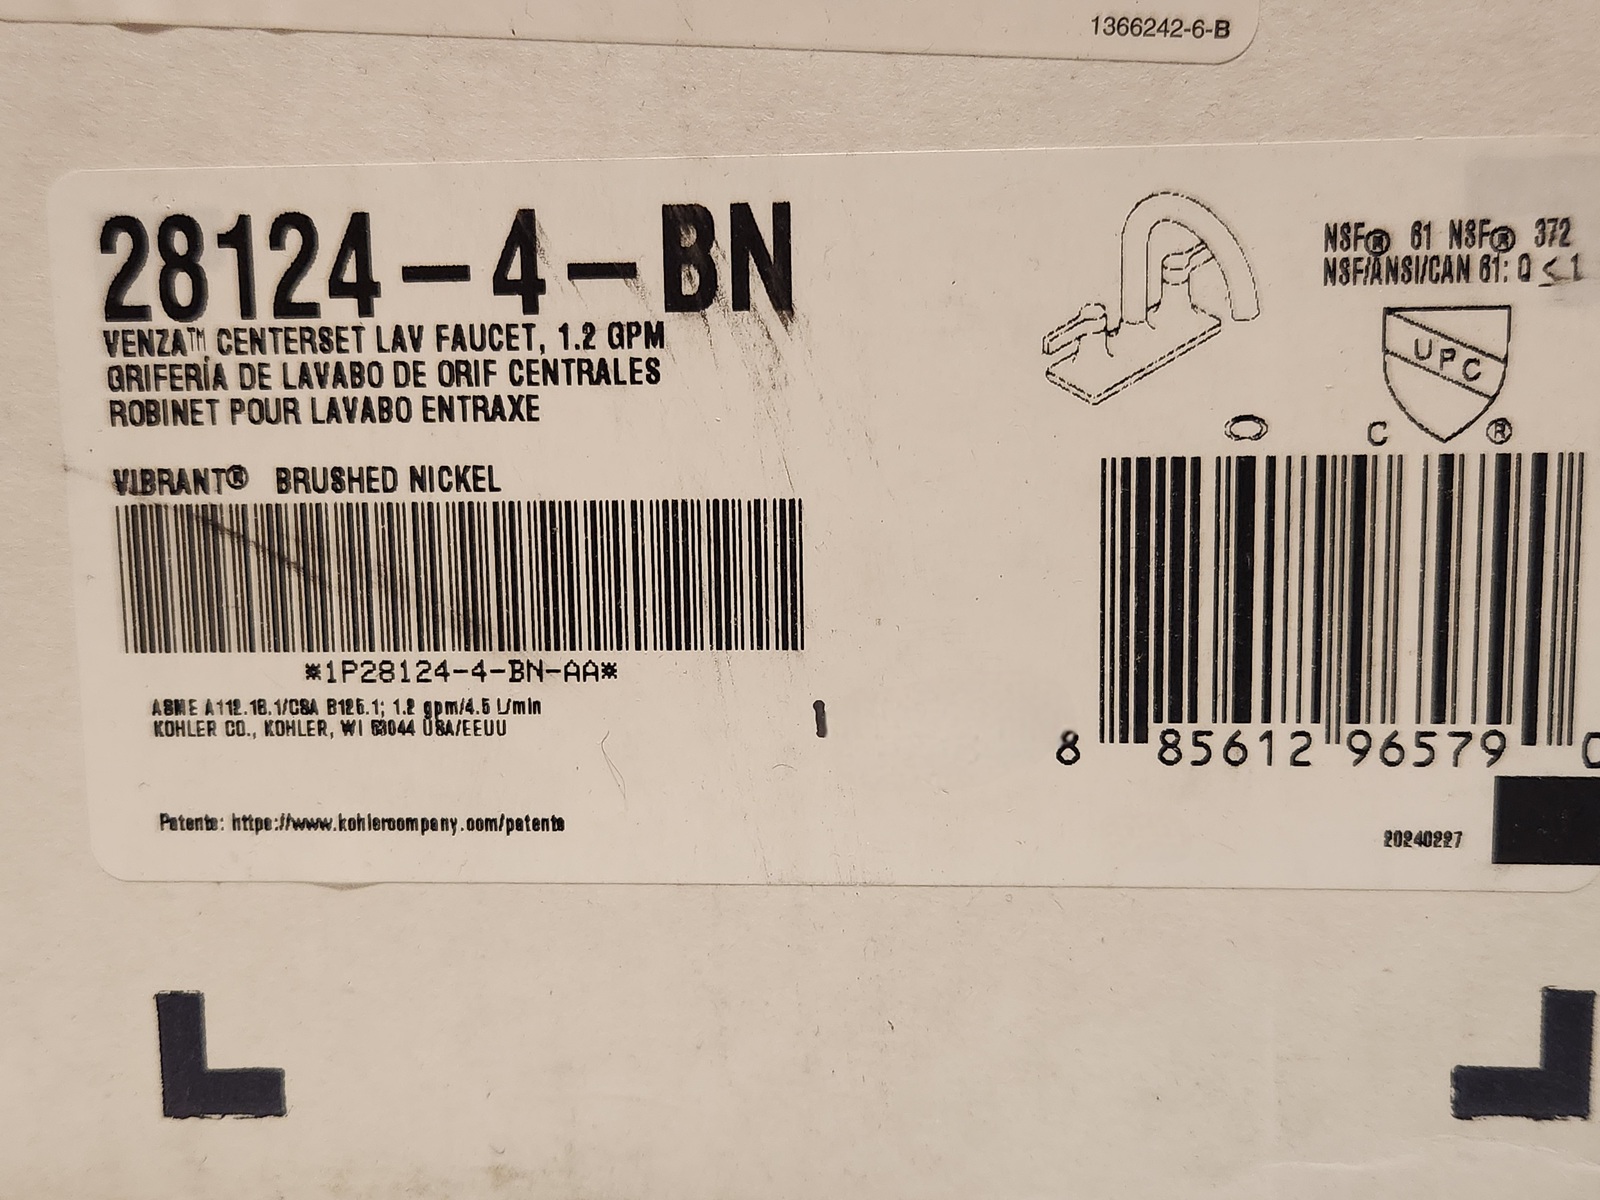 1366242-6-B
28124-4-BN
VENZA™ CENTERSET LAV FAUCET, 1.2 GPM
GRIFERÍA DE LAVABO DE ORIF CENTRALES
ROBINET POUR LAVABO ENTRAXE
VIBRANT® BRUSHED NICKEL
*1P28124-4-BN-AA*
ASME A112.18.1/CSA B125.1; 1.2 gpm/4.5 L/min
KOHLER CO., KOHLER, WI 53044 USA/EEUU
Patents: https://www.kohlercompany.com/patents
NSF® 61 NSF® 372
NSF/ANSI/CAN 61: Q ≤ 1
UPC
C ®
8 85612 96579 0
20240227